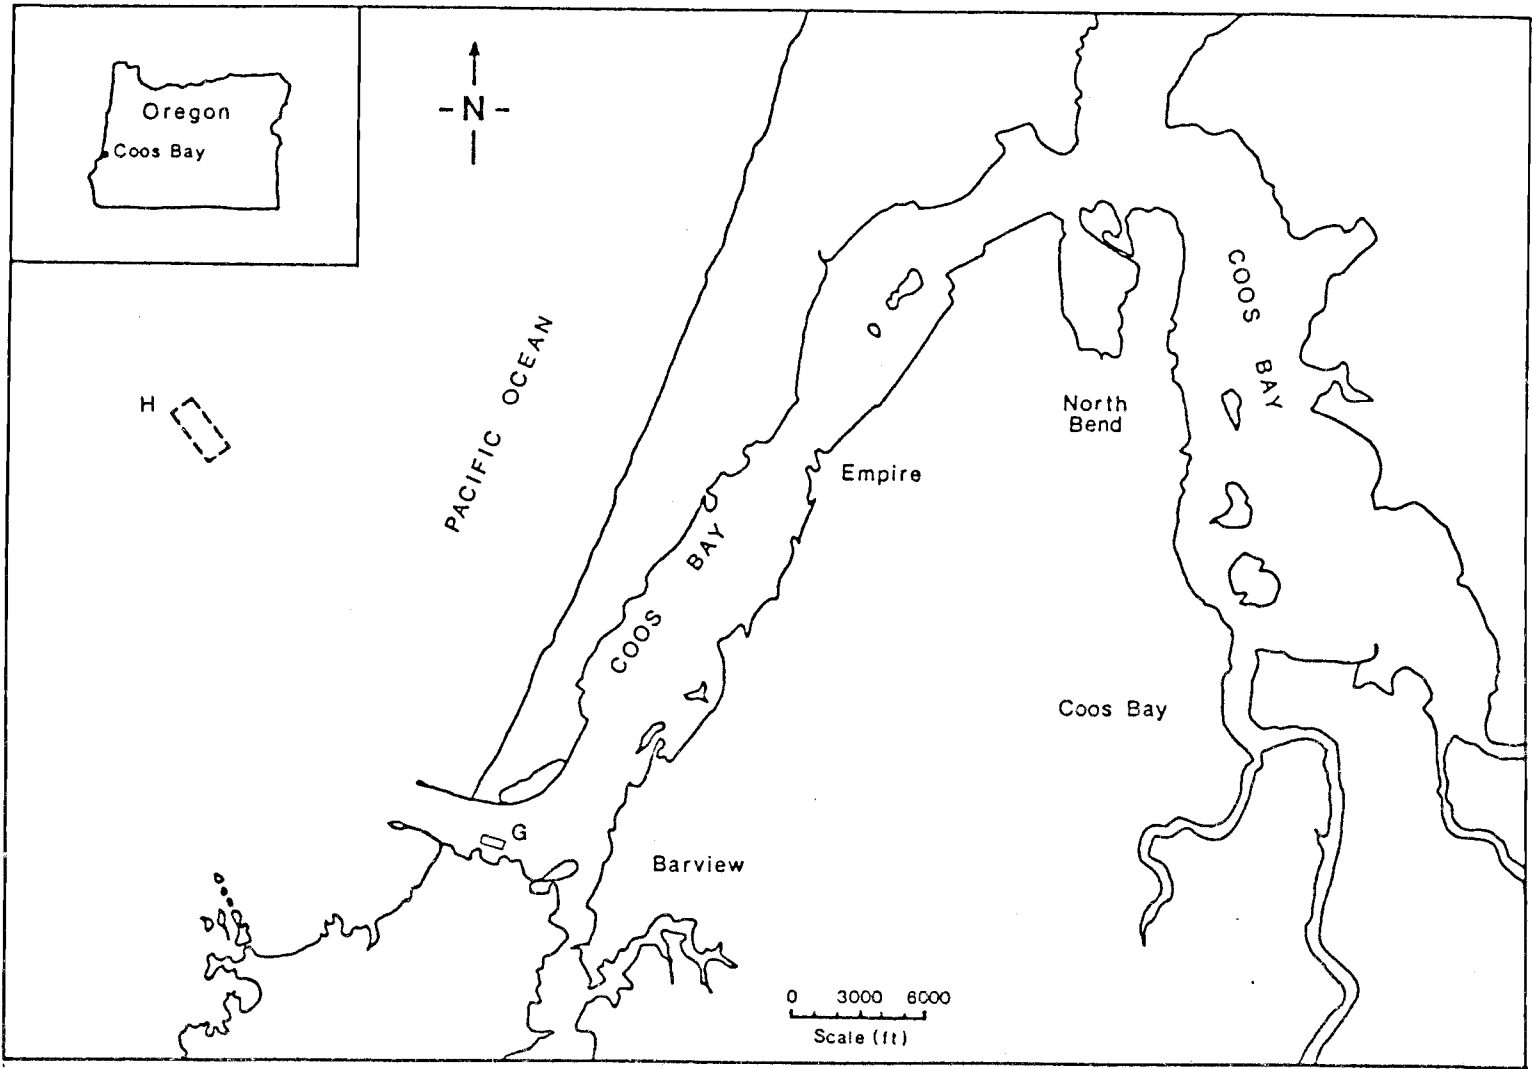 Oregon
Coos Bay
-N-
H
PACIFIC OCEAN
COOS BAY
North
Bend
Empire
COOS BAY
Coos Bay
G
Barview
0 3000 6000
Scale (ft)